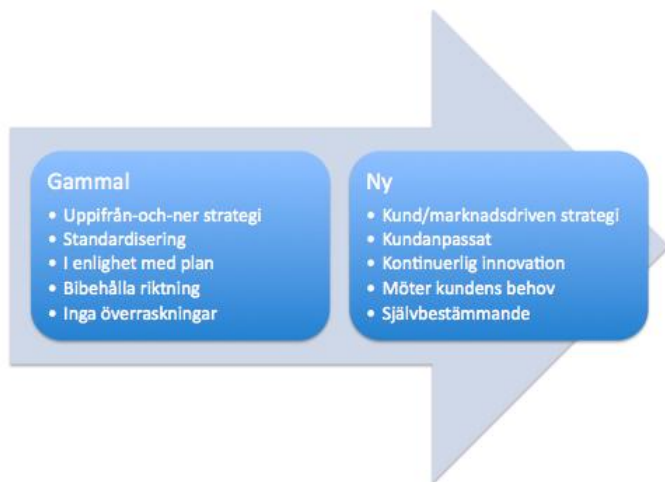 Gammal
• Uppifrån-och-ner strategi
• Standardisering
• I enlighet med plan
• Bibehålla riktning
• Inga överraskningar
Ny
• Kund/marknadsdriven strategi
• Kundanpassat
• Kontinuerlig innovation
• Möter kundens behov
• Självbestämmande